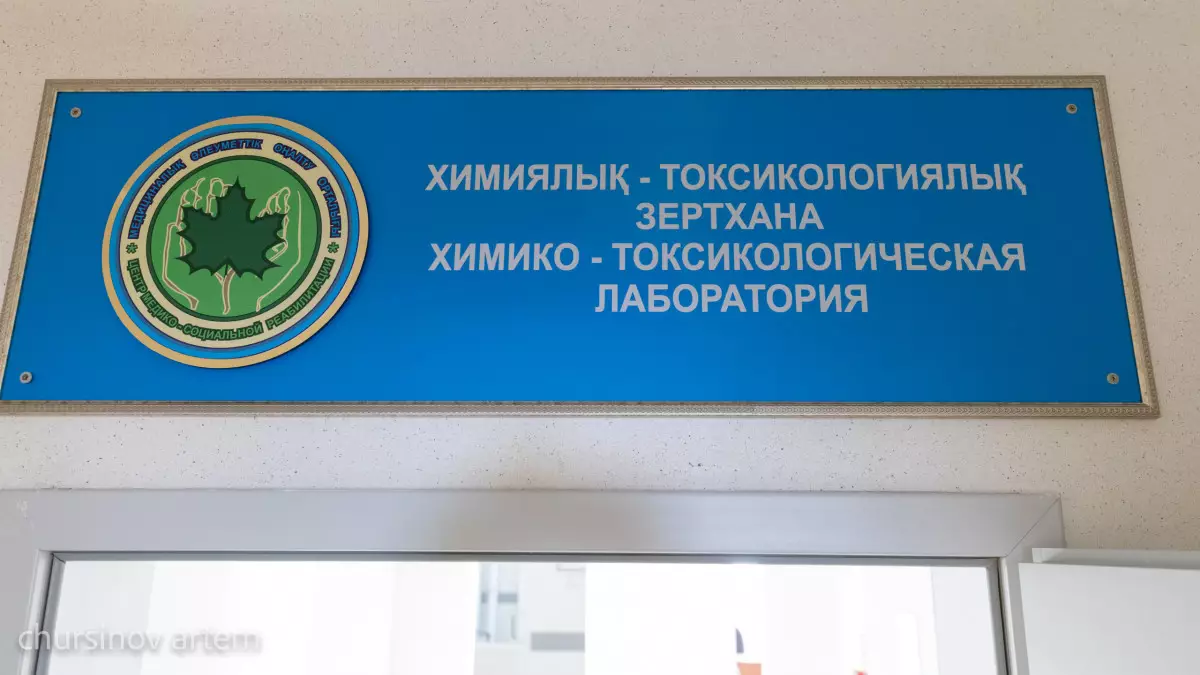 МЕДИЦИНАЛЫҚ ӘЛЕУМЕТТІК ОҢАЛТУ ОРТАЛЫҒЫ
ЦЕНТР МЕДИКО-СОЦИАЛЬНОЙ РЕАБИЛИТАЦИИ
ХИМИЯЛЫҚ - ТОКСИКОЛОГИЯЛЫҚ
ЗЕРТХАНА
ХИМИКО - ТОКСИКОЛОГИЧЕСКАЯ
ЛАБОРАТОРИЯ
chursinov artem